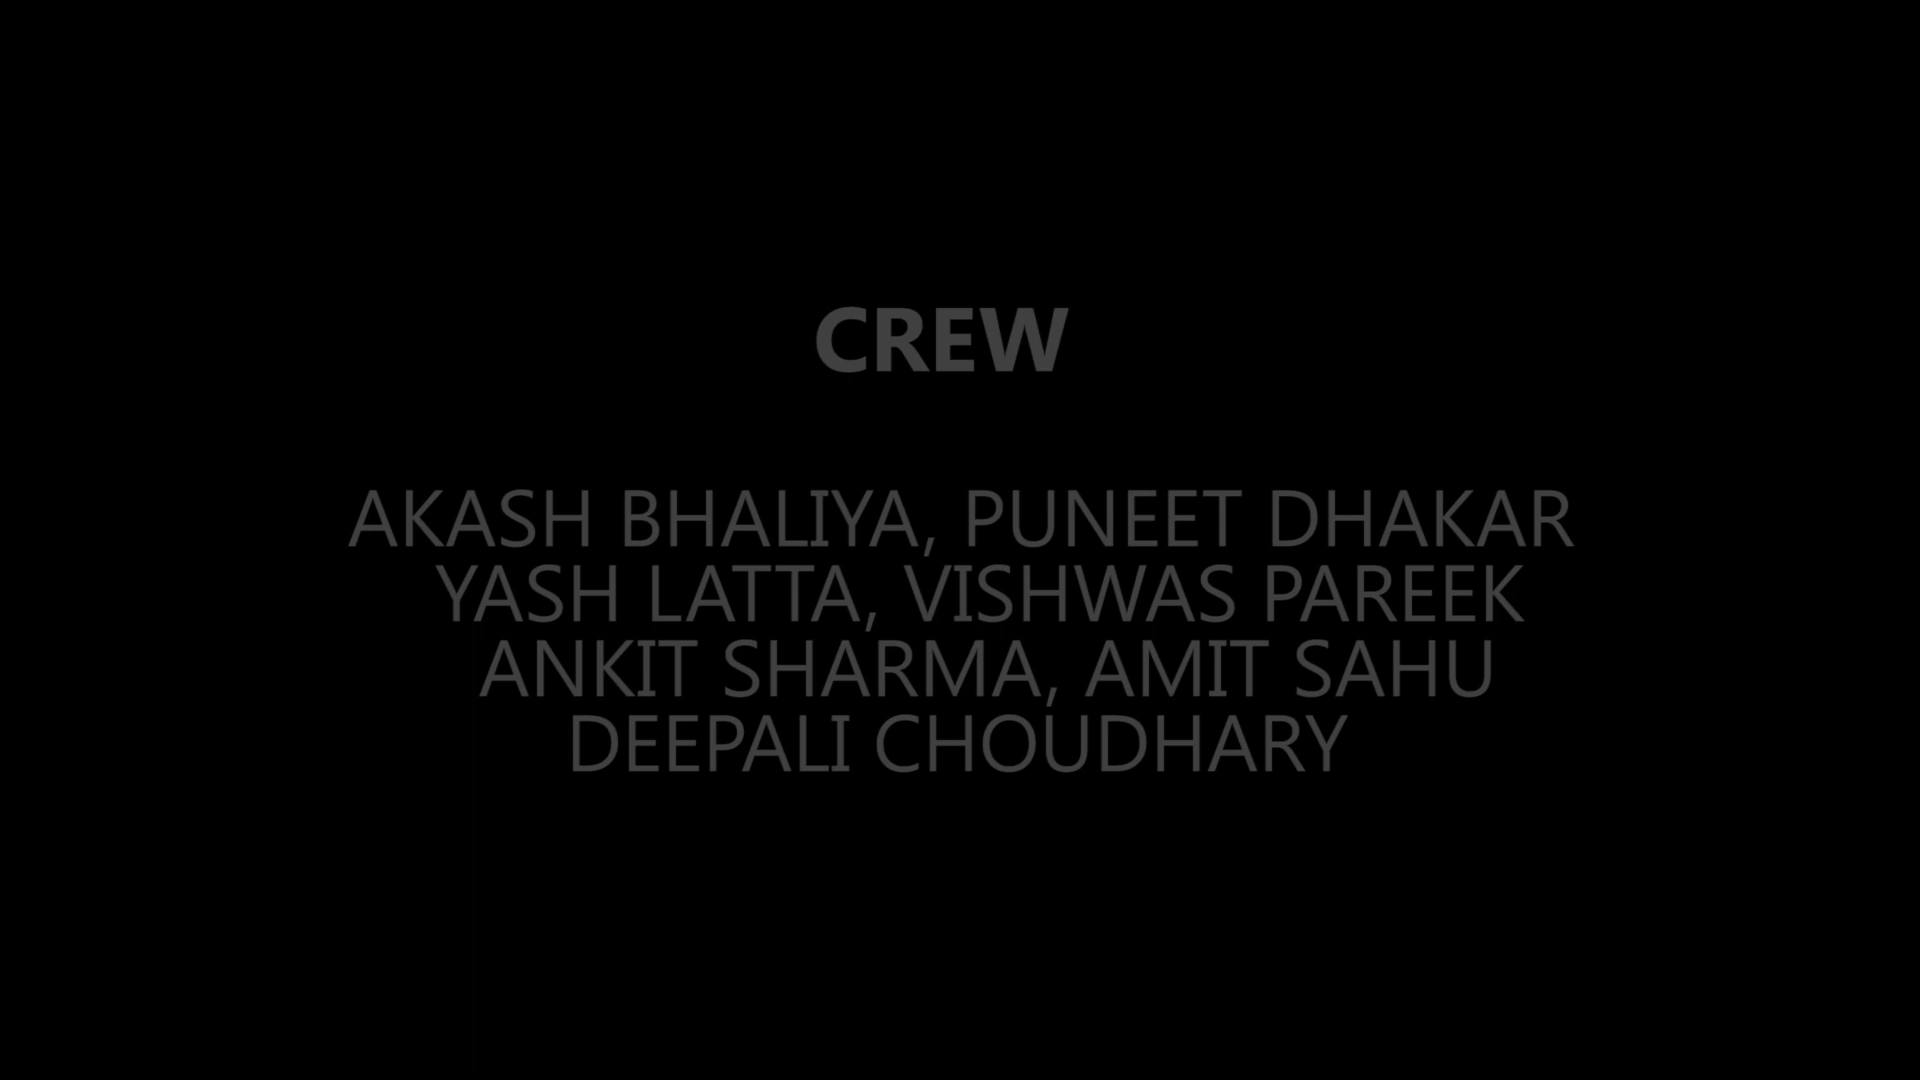 CREW
AKASH BHALIYA, PUNEET DHAKAR
YASH LATTA, VISHWAS PAREEK
ANKIT SHARMA, AMIT SAHU
DEEPALI CHOUDHARY